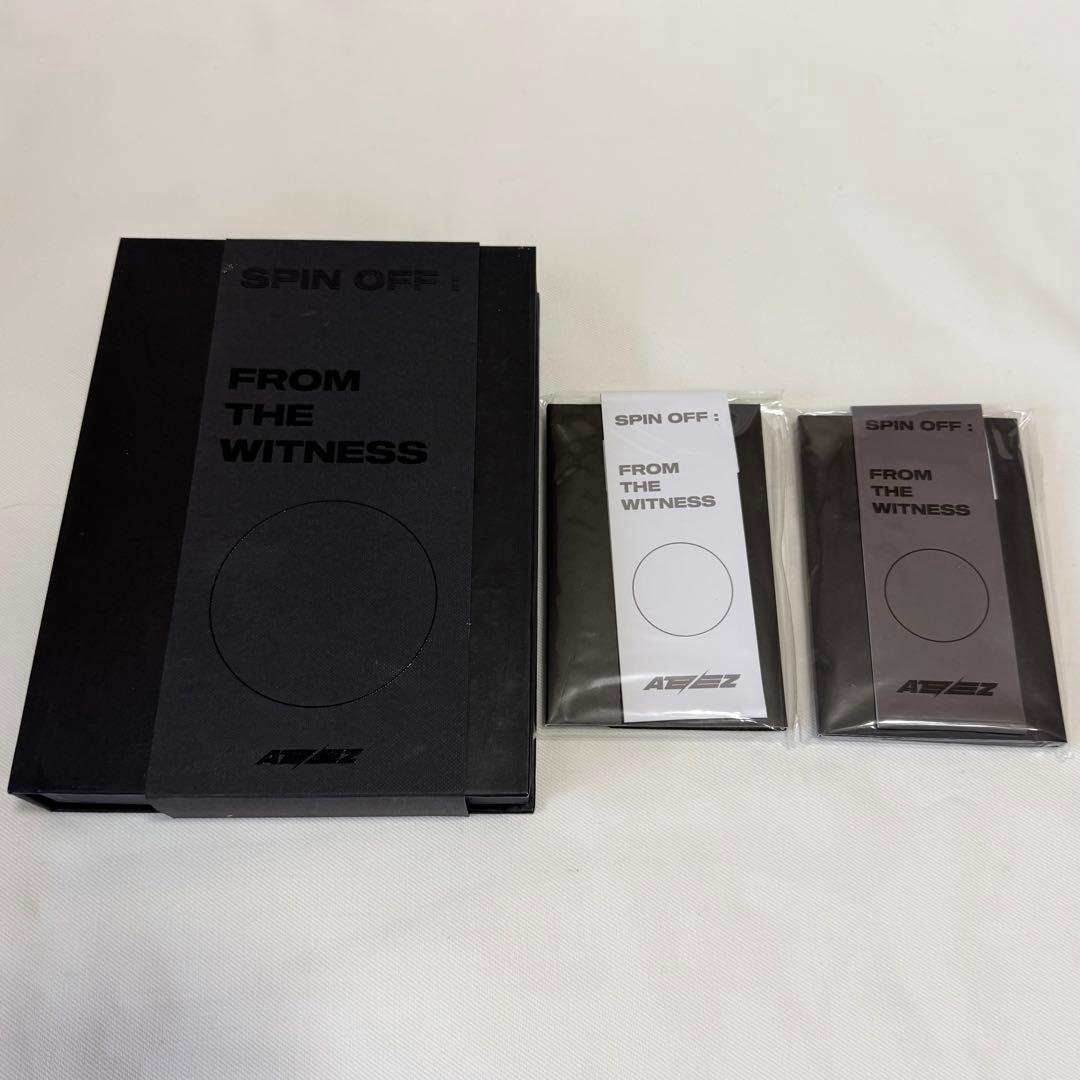 SPIN OFF :
FROM
THE
WITNESS
ATEEZ
SPIN OFF :
FROM
THE
WITNESS
ATEEZ
SPIN OFF :
FROM
THE
WITNESS
ATEEZ